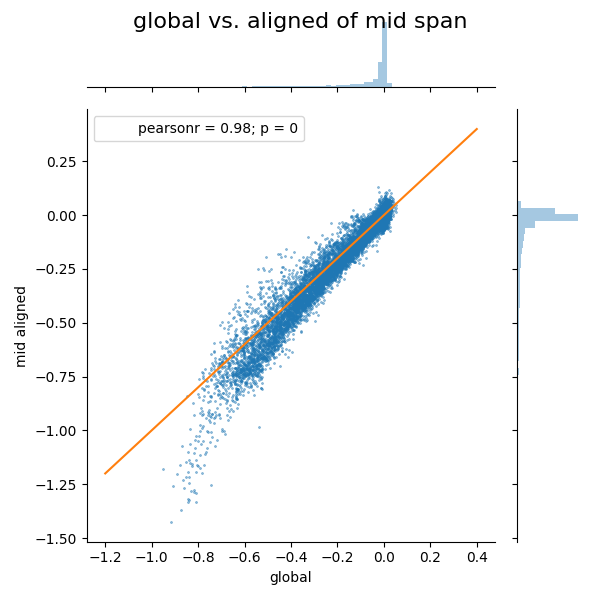 global vs. aligned of mid span
pearsonr = 0.98; p = 0
0.25
0.00
−0.25
−0.50
−0.75
−1.00
−1.25
−1.50
mid aligned
−1.2 −1.0 −0.8 −0.6 −0.4 −0.2 0.0 0.2 0.4
global